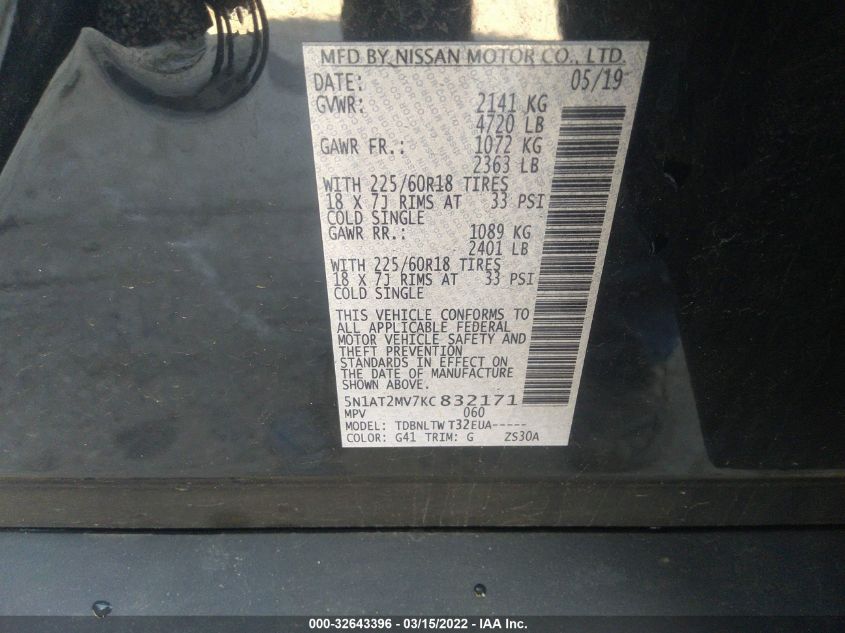 MFD BY NISSAN MOTOR CO., LTD.
DATE: 05/19
GVWR: 2141 KG
4720 LB
GAWR FR.: 1072 KG
2363 LB
WITH 225/60R18 TIRES
18 X 7J RIMS AT 33 PSI
COLD SINGLE
GAWR RR.: 1089 KG
2401 LB
WITH 225/60R18 TIRES
18 X 7J RIMS AT 33 PSI
COLD SINGLE
THIS VEHICLE CONFORMS TO
ALL APPLICABLE FEDERAL
MOTOR VEHICLE SAFETY AND
THEFT PREVENTION
STANDARDS IN EFFECT ON
THE DATE OF MANUFACTURE
SHOWN ABOVE.
5N1AT2MV7KC832171
MPV 060
MODEL: TDBNLTW T32EUA-----
COLOR: G41 TRIM: G ZS30A
000-32643396 - 03/15/2022 - IAA Inc.